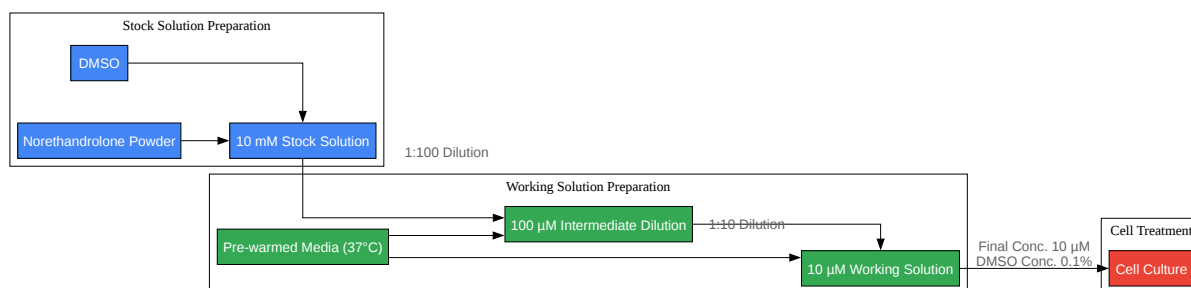 Stock Solution Preparation
DMSO
Norethandrolone Powder
10 mM Stock Solution
1:100 Dilution
Working Solution Preparation
100 µM Intermediate Dilution
1:10 Dilution
Pre-warmed Media (37°C)
10 µM Working Solution
Final Conc. 10 µM
DMSO Conc. 0.1%
Cell Treatment
Cell Culture